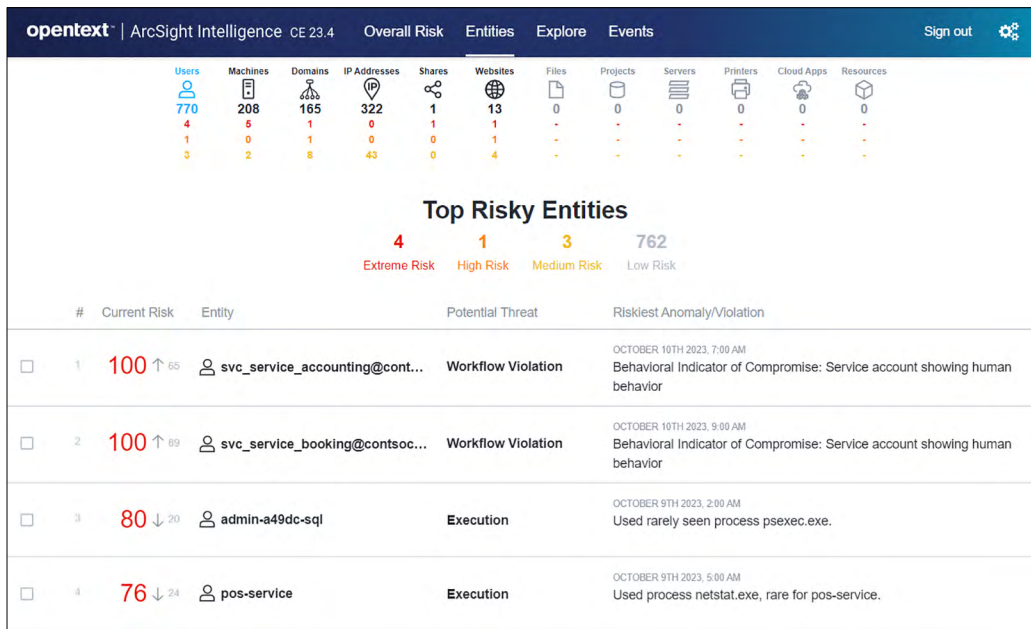 opentext™ | ArcSight Intelligence CE 23.4 Overall Risk Entities Explore Events Sign out
Users Machines Domains IP Addresses Shares Websites Files Projects Servers Printers Cloud Apps Resources
IP
770 208 165 322 1 13 0 0 0 0 0 0
4 5 1 0 1 1 - - - - - -
1 0 1 0 0 1 - - - - - -
3 2 8 43 0 4 - - - - - -
Top Risky Entities
4 1 3 762
Extreme Risk High Risk Medium Risk Low Risk
# Current Risk Entity Potential Threat Riskiest Anomaly/Violation
OCTOBER 10TH 2023, 7:00 AM
1 100 ↑ 65 svc_service_accounting@cont... Workflow Violation Behavioral Indicator of Compromise: Service account showing human
behavior
OCTOBER 10TH 2023, 9:00 AM
2 100 ↑ 69 svc_service_booking@contsoc... Workflow Violation Behavioral Indicator of Compromise: Service account showing human
behavior
OCTOBER 9TH 2023, 2:00 AM
3 80 ↓ 20 admin-a49dc-sql Execution Used rarely seen process psexec.exe.
OCTOBER 9TH 2023, 5:00 AM
4 76 ↓ 24 pos-service Execution Used process netstat.exe, rare for pos-service.